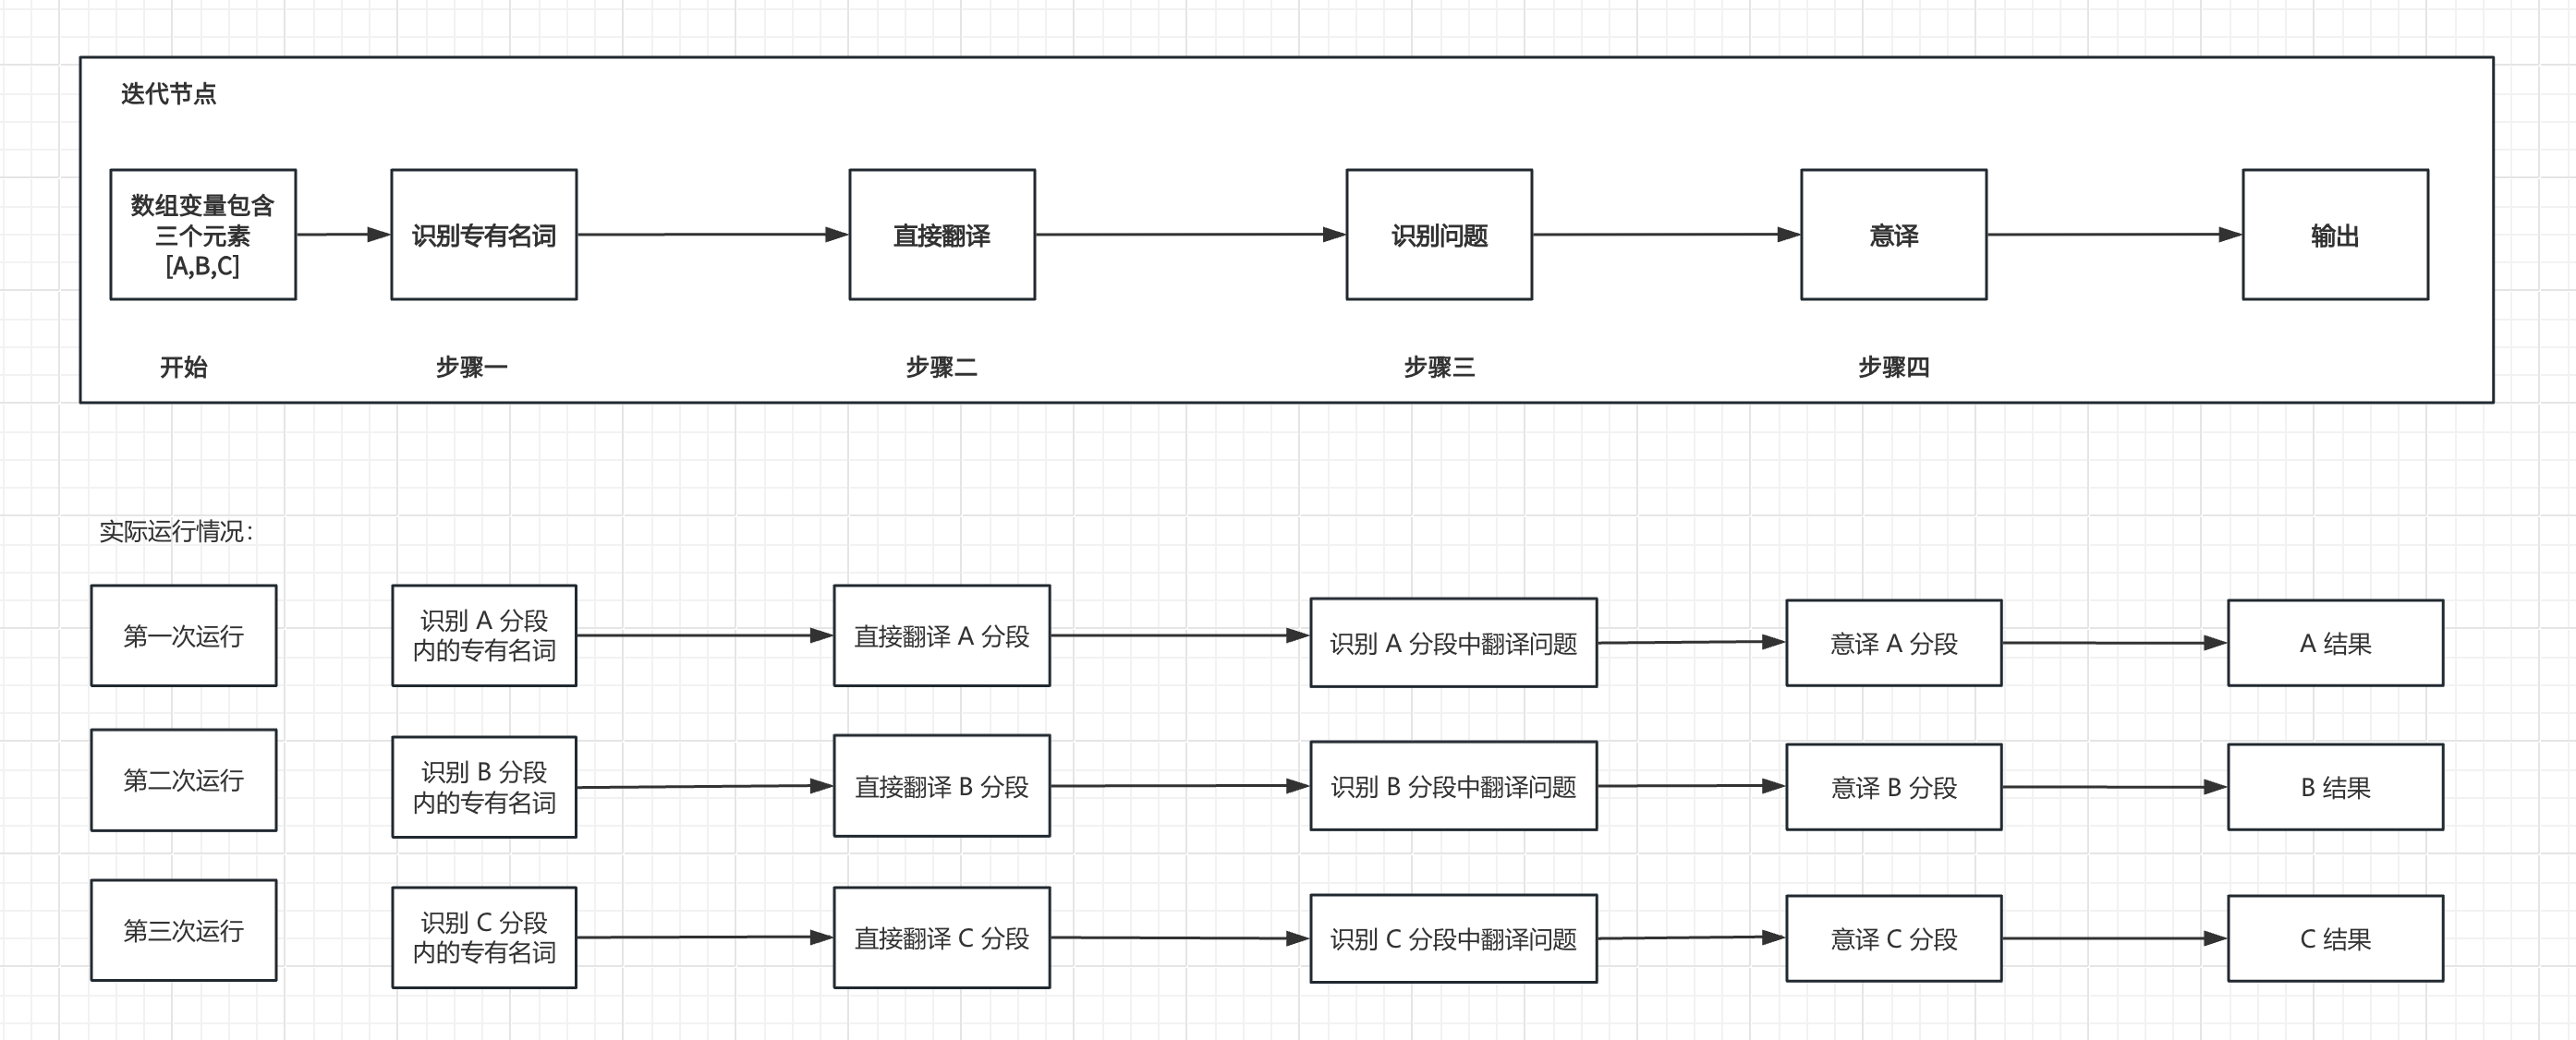 迭代节点
数组变量包含
三个元素
[A,B,C]
识别专有名词
直接翻译
识别问题
意译
输出
开始
步骤一
步骤二
步骤三
步骤四
实际运行情况：
第一次运行
识别 A 分段
内的专有名词
直接翻译 A 分段
识别 A 分段中翻译问题
意译 A 分段
A 结果
第二次运行
识别 B 分段
内的专有名词
直接翻译 B 分段
识别 B 分段中翻译问题
意译 B 分段
B 结果
第三次运行
识别 C 分段
内的专有名词
直接翻译 C 分段
识别 C 分段中翻译问题
意译 C 分段
C 结果